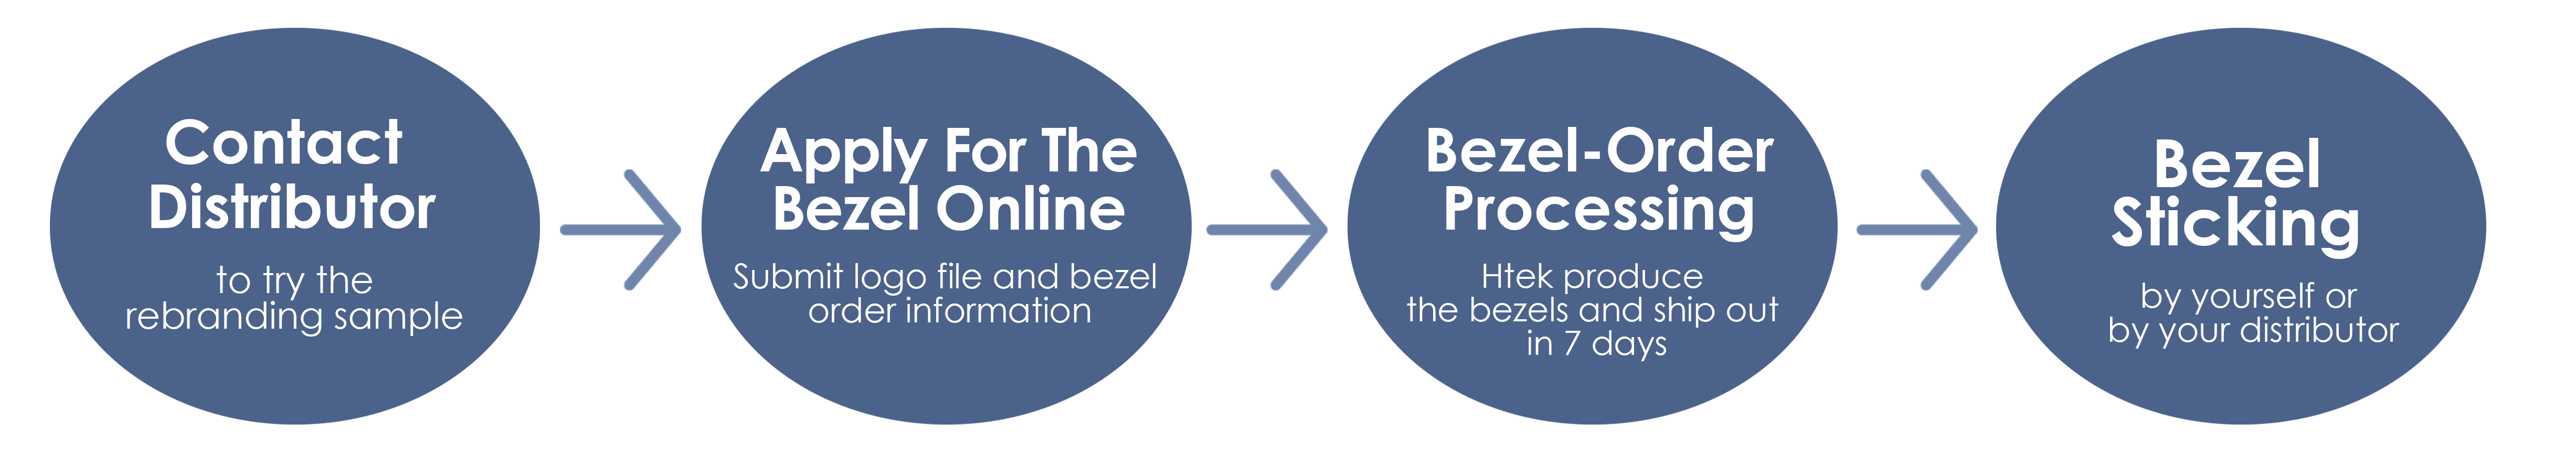 Contact
Distributor
to try the
rebranding sample
Apply For The
Bezel Online
Submit logo file and bezel
order information
Bezel-Order
Processing
Htek produce
the bezels and ship out
in 7 days
Bezel
Sticking
by yourself or
by your distributor